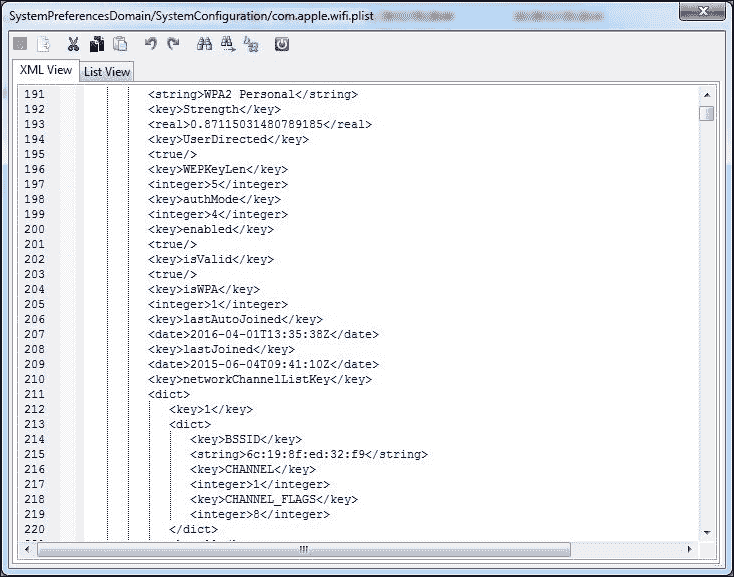 SystemPreferencesDomain/SystemConfiguration/com.apple.wifi.plist
XML View List View
191 <string>WPA2 Personal</string>
192 <key>Strength</key>
193 <real>0.87115031480789185</real>
194 <key>UserDirected</key>
195 <true/>
196 <key>WEPKeyLen</key>
197 <integer>5</integer>
198 <key>authMode</key>
199 <integer>4</integer>
200 <key>enabled</key>
201 <true/>
202 <key>isValid</key>
203 <true/>
204 <key>isWPA</key>
205 <integer>1</integer>
206 <key>lastAutoJoined</key>
207 <date>2016-04-01T13:35:38Z</date>
208 <key>lastJoined</key>
209 <date>2015-06-04T09:41:10Z</date>
210 <key>networkChannelListKey</key>
211 <dict>
212 <key>1</key>
213 <dict>
214 <key>BSSID</key>
215 <string>6c:19:8f:ed:32:f9</string>
216 <key>CHANNEL</key>
217 <integer>1</integer>
218 <key>CHANNEL_FLAGS</key>
219 <integer>8</integer>
220 </dict>